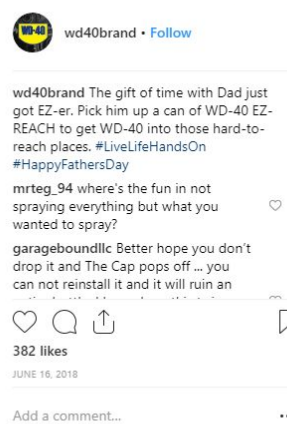 WD-40
wd40brand • Follow
wd40brand The gift of time with Dad just
got EZ-er. Pick him up a can of WD-40 EZ-
REACH to get WD-40 into those hard-to-
reach places. #LiveLifeHandsOn
#HappyFathersDay
mrteg_94 where's the fun in not
spraying everything but what you
wanted to spray?
garageboundllc Better hope you don't
drop it and The Cap pops off ... you
can not reinstall it and it will ruin an
382 likes
JUNE 16, 2018
Add a comment...